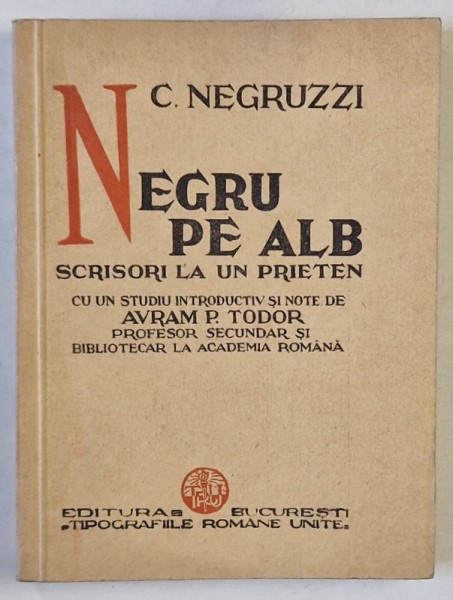 C. NEGRUZZI
NEGRU
PE ALB
SCRISORI LA UN PRIETEN
CU UN STUDIU INTRODUCTIV ȘI NOTE DE
AVRAM P. TODOR
PROFESOR SECUNDAR ȘI
BIBLIOTECAR LA ACADEMIA ROMÂNĂ
EDITURA BUCUREȘTI
„TIPOGRAFIILE ROMÂNE UNITE„